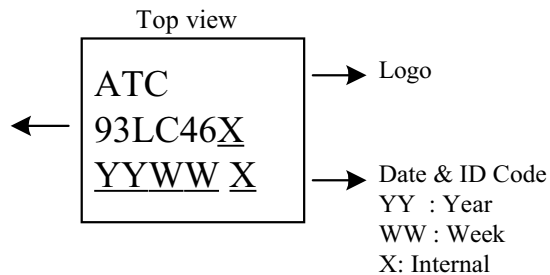 Top view
ATC
93LC46X
YYWW X
Logo
Date & ID Code
YY : Year
WW : Week
X: Internal